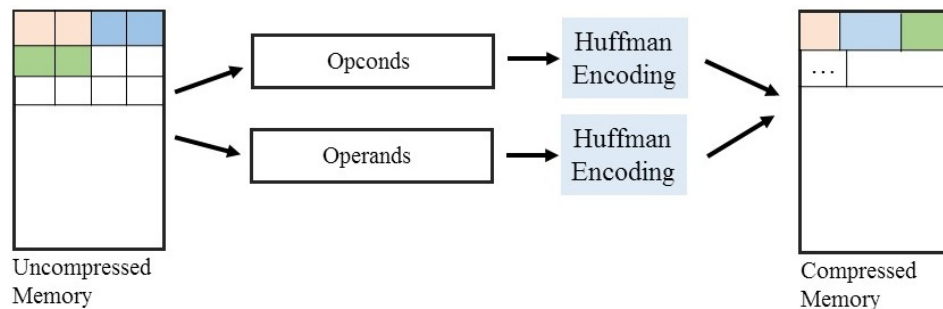 Opconds
Huffman
Encoding
Operands
Huffman
Encoding
...
Uncompressed
Memory
Compressed
Memory